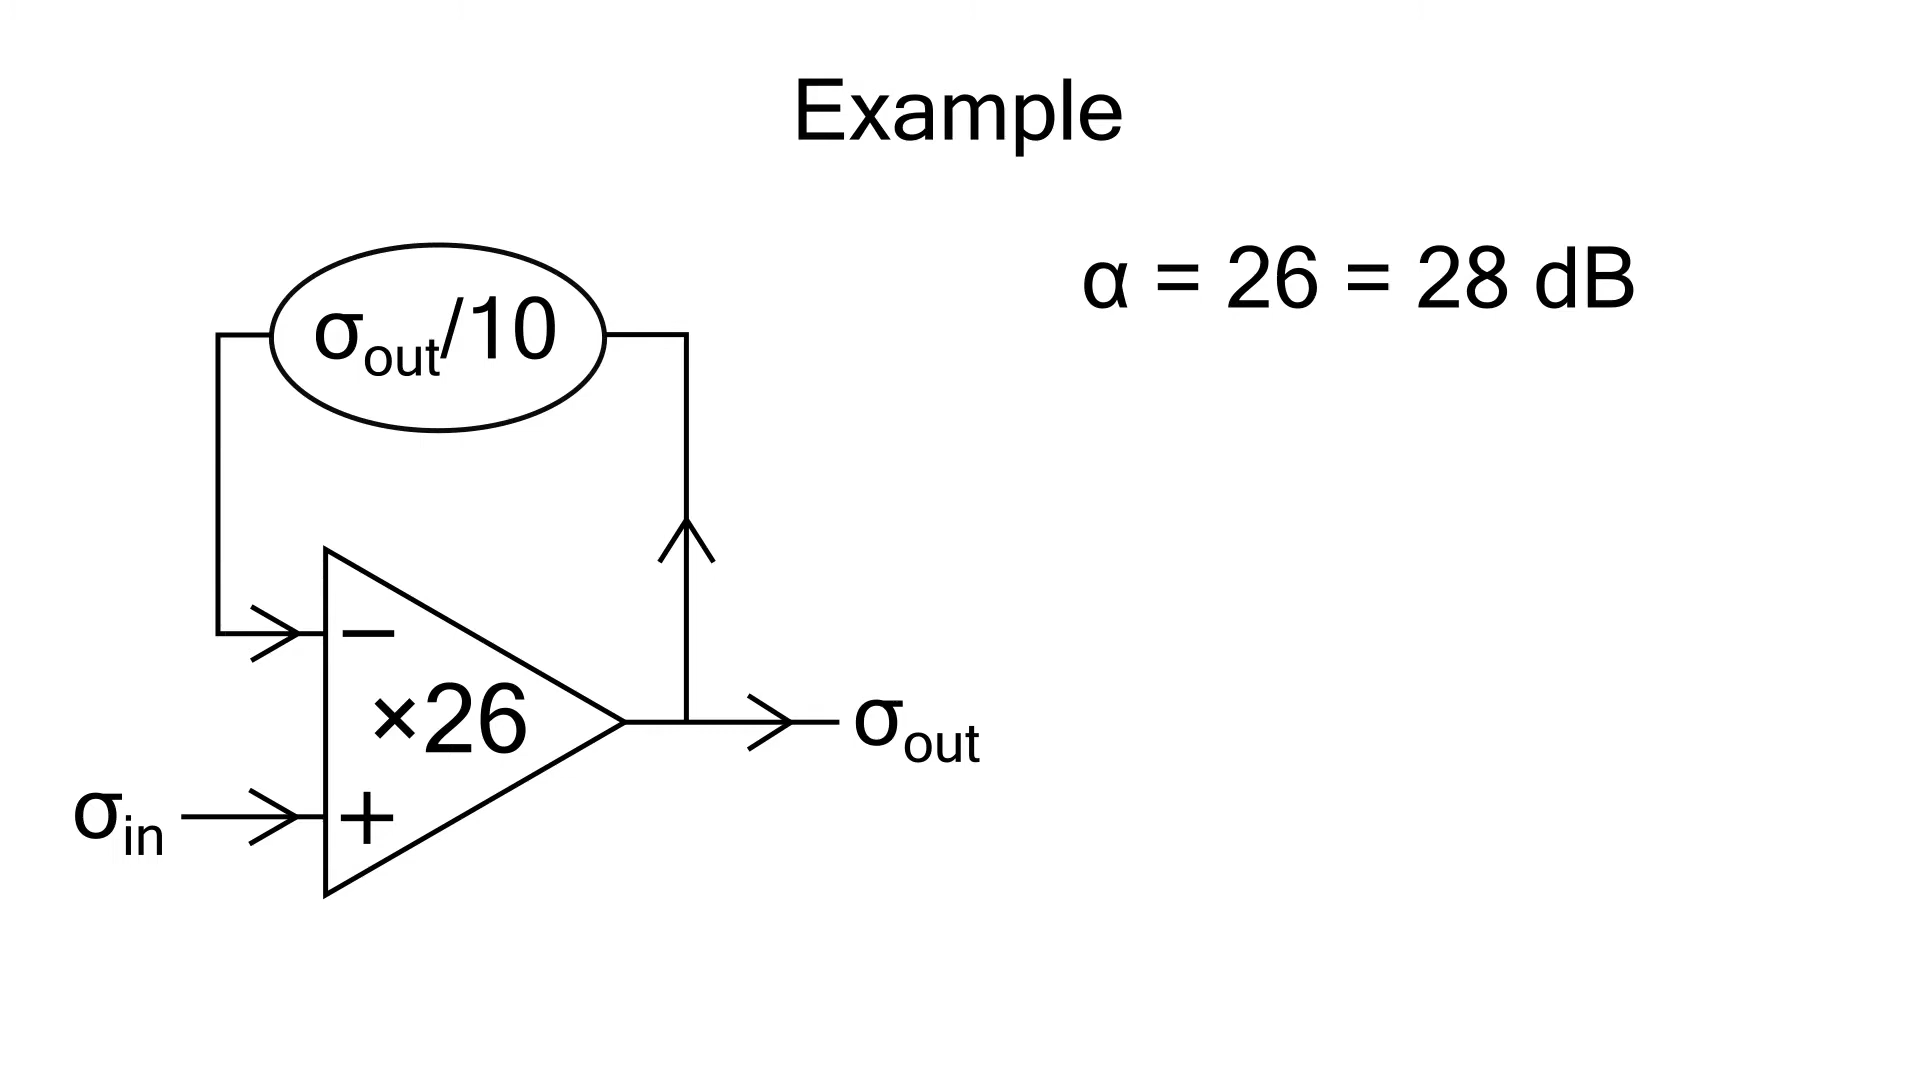 Example
α = 26 = 28 dB
σout/10
−
×26
σout
σin
+